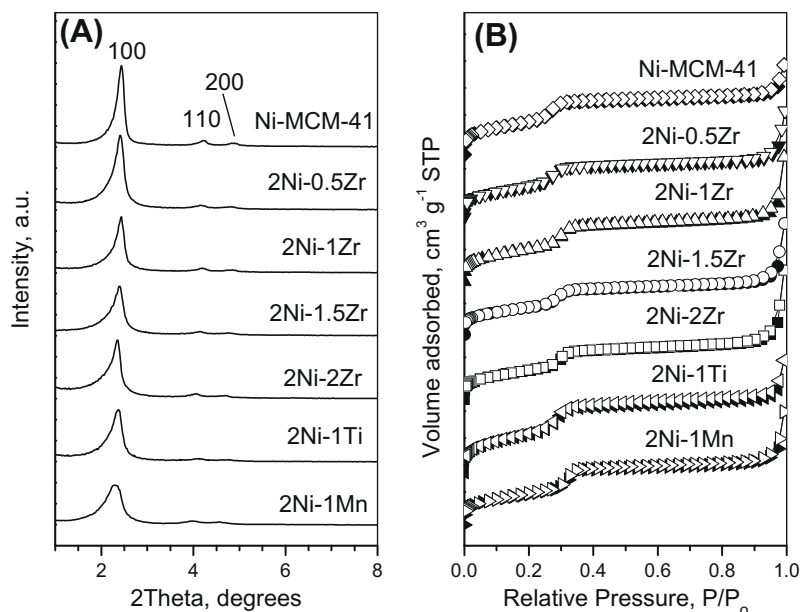 (A)
100
200
110
Ni-MCM-41
2Ni-0.5Zr
2Ni-1Zr
2Ni-1.5Zr
2Ni-2Zr
2Ni-1Ti
2Ni-1Mn
Intensity, a.u.
2 4 6 8
2Theta, degrees
(B)
Ni-MCM-41
2Ni-0.5Zr
2Ni-1Zr
2Ni-1.5Zr
2Ni-2Zr
2Ni-1Ti
2Ni-1Mn
Volume adsorbed, cm³ g⁻¹ STP
0.0 0.2 0.4 0.6 0.8 1.0
Relative Pressure, P/P₀